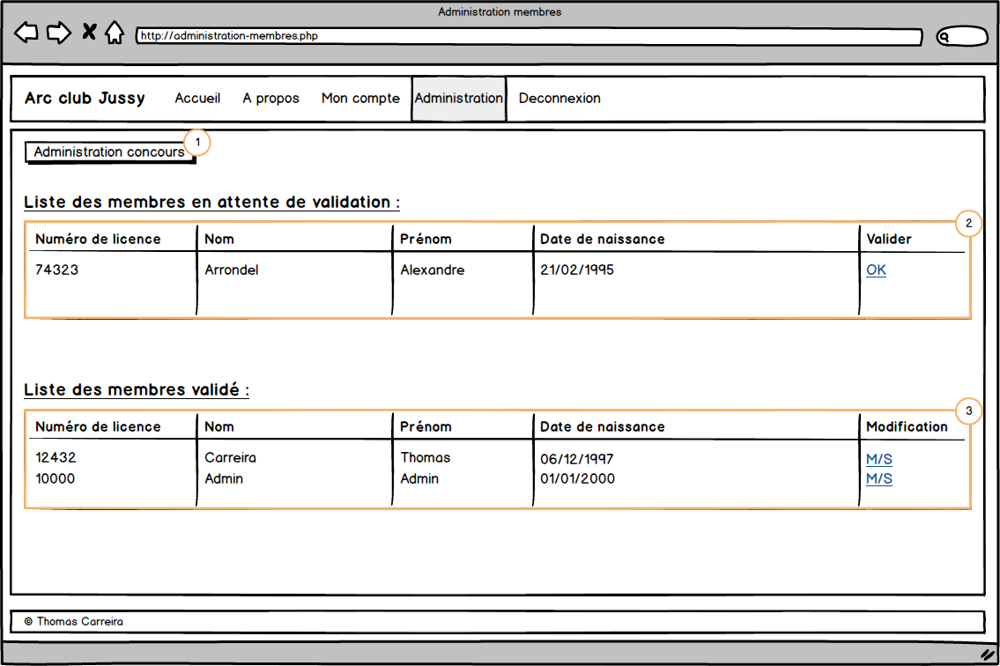 Administration membres
http://administration-membres.php
Arc club Jussy Accueil A propos Mon compte Administration Deconnexion
Administration concours 1
Liste des membres en attente de validation :
2
Numéro de licence Nom Prénom Date de naissance Valider
74323 Arrondel Alexandre 21/02/1995 OK
Liste des membres validé :
3
Numéro de licence Nom Prénom Date de naissance Modification
12432 Carreira Thomas 06/12/1997 M/S
10000 Admin Admin 01/01/2000 M/S
© Thomas Carreira